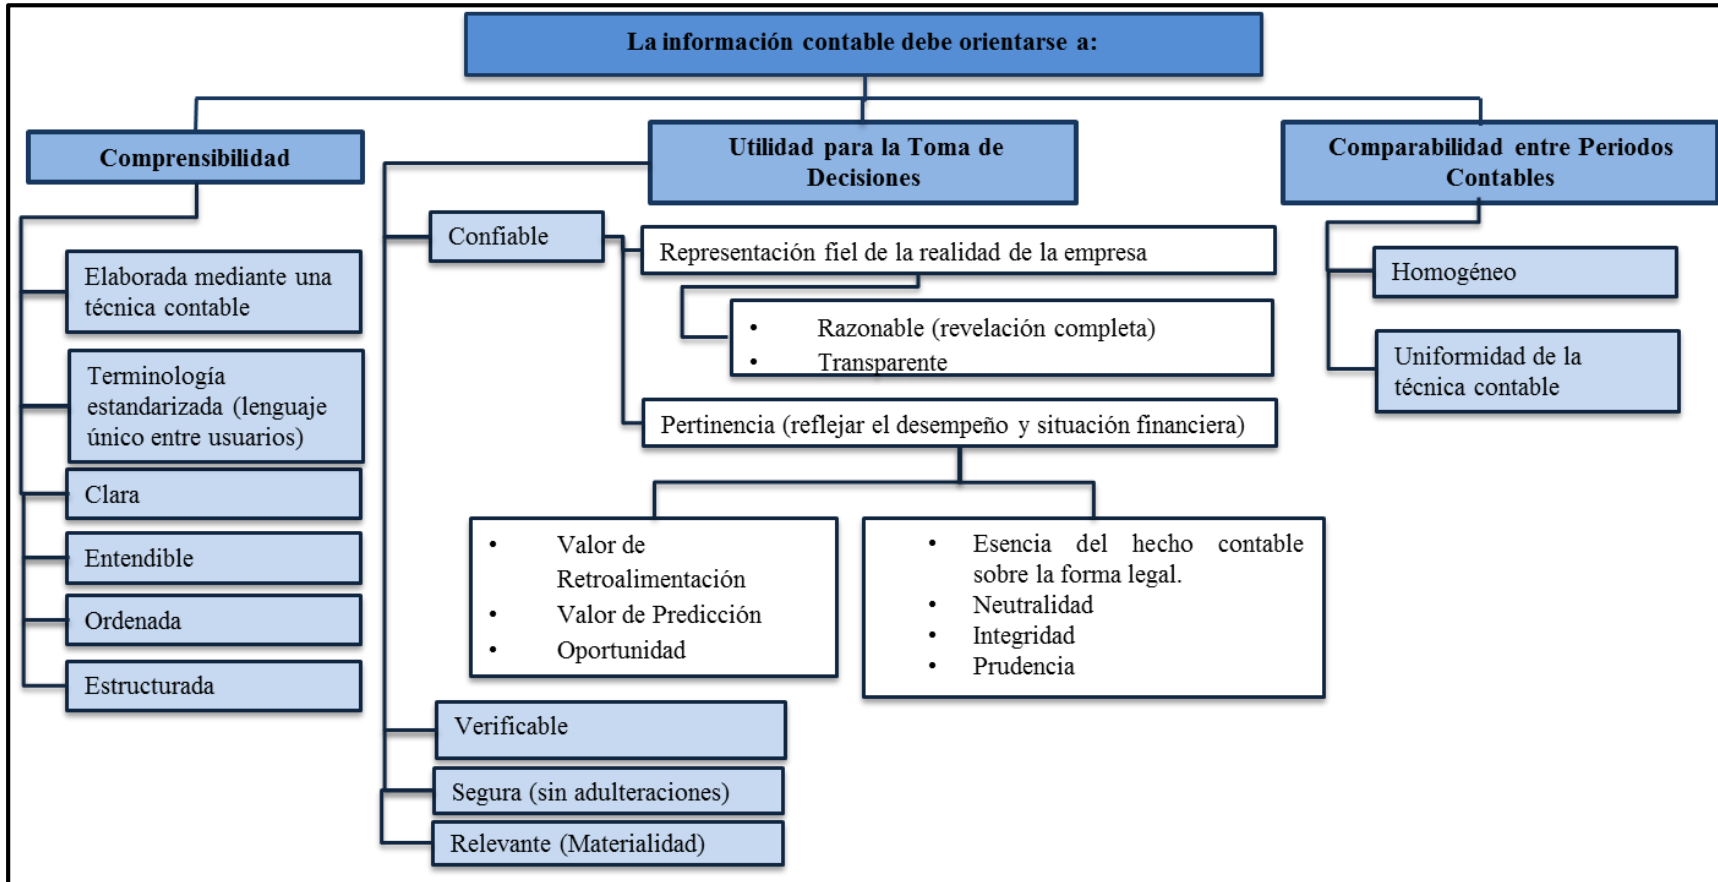 La información contable debe orientarse a:
Comprensibilidad
Elaborada mediante una
técnica contable
Terminología
estandarizada (lenguaje
único entre usuarios)
Clara
Entendible
Ordenada
Estructurada
Utilidad para la Toma de
Decisiones
Confiable
Representación fiel de la realidad de la empresa
• Razonable (revelación completa)
• Transparente
Pertinencia (reflejar el desempeño y situación financiera)
• Valor de
Retroalimentación
• Valor de Predicción
• Oportunidad
• Esencia del hecho contable
sobre la forma legal.
• Neutralidad
• Integridad
• Prudencia
Verificable
Segura (sin adulteraciones)
Relevante (Materialidad)
Comparabilidad entre Periodos
Contables
Homogéneo
Uniformidad de la
técnica contable